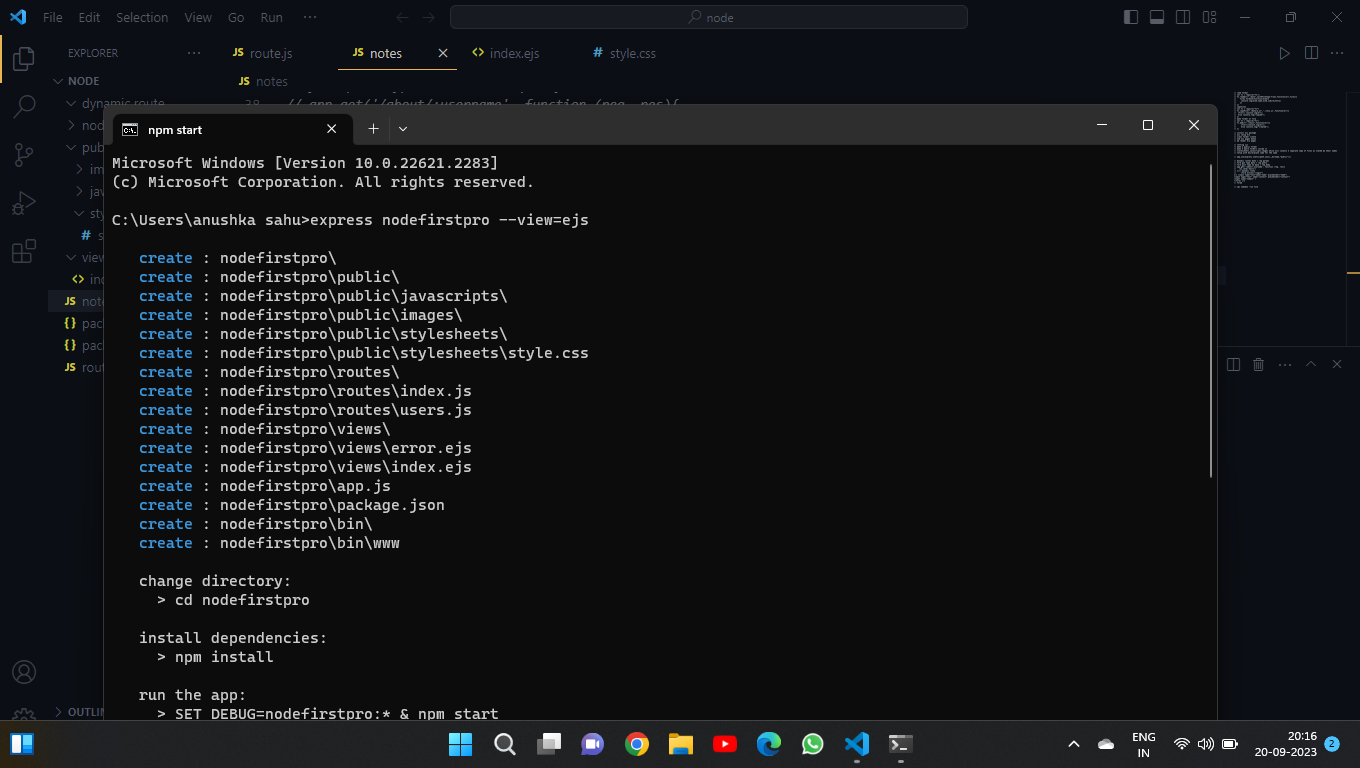 File Edit Selection View Go Run ···
node
EXPLORER ···
JS route.js
JS notes
<> index.ejs
# style.css
NODE
JS notes
dynamic route
38 // app.get('/about/:username', function (req, res){
nod
pub
im
jav
sty
# s
view
<> ind
JS note
{} pac
{} pac
JS rout
OUTLIN
npm start
Microsoft Windows [Version 10.0.22621.2283]
(c) Microsoft Corporation. All rights reserved.
C:\Users\anushka sahu>express nodefirstpro --view=ejs
create : nodefirstpro\
create : nodefirstpro\public\
create : nodefirstpro\public\javascripts\
create : nodefirstpro\public\images\
create : nodefirstpro\public\stylesheets\
create : nodefirstpro\public\stylesheets\style.css
create : nodefirstpro\routes\
create : nodefirstpro\routes\index.js
create : nodefirstpro\routes\users.js
create : nodefirstpro\views\
create : nodefirstpro\views\error.ejs
create : nodefirstpro\views\index.ejs
create : nodefirstpro\app.js
create : nodefirstpro\package.json
create : nodefirstpro\bin\
create : nodefirstpro\bin\www
change directory:
> cd nodefirstpro
install dependencies:
> npm install
run the app:
> SET DEBUG=nodefirstpro:* & npm start
ENG
IN
20:16
20-09-2023
2